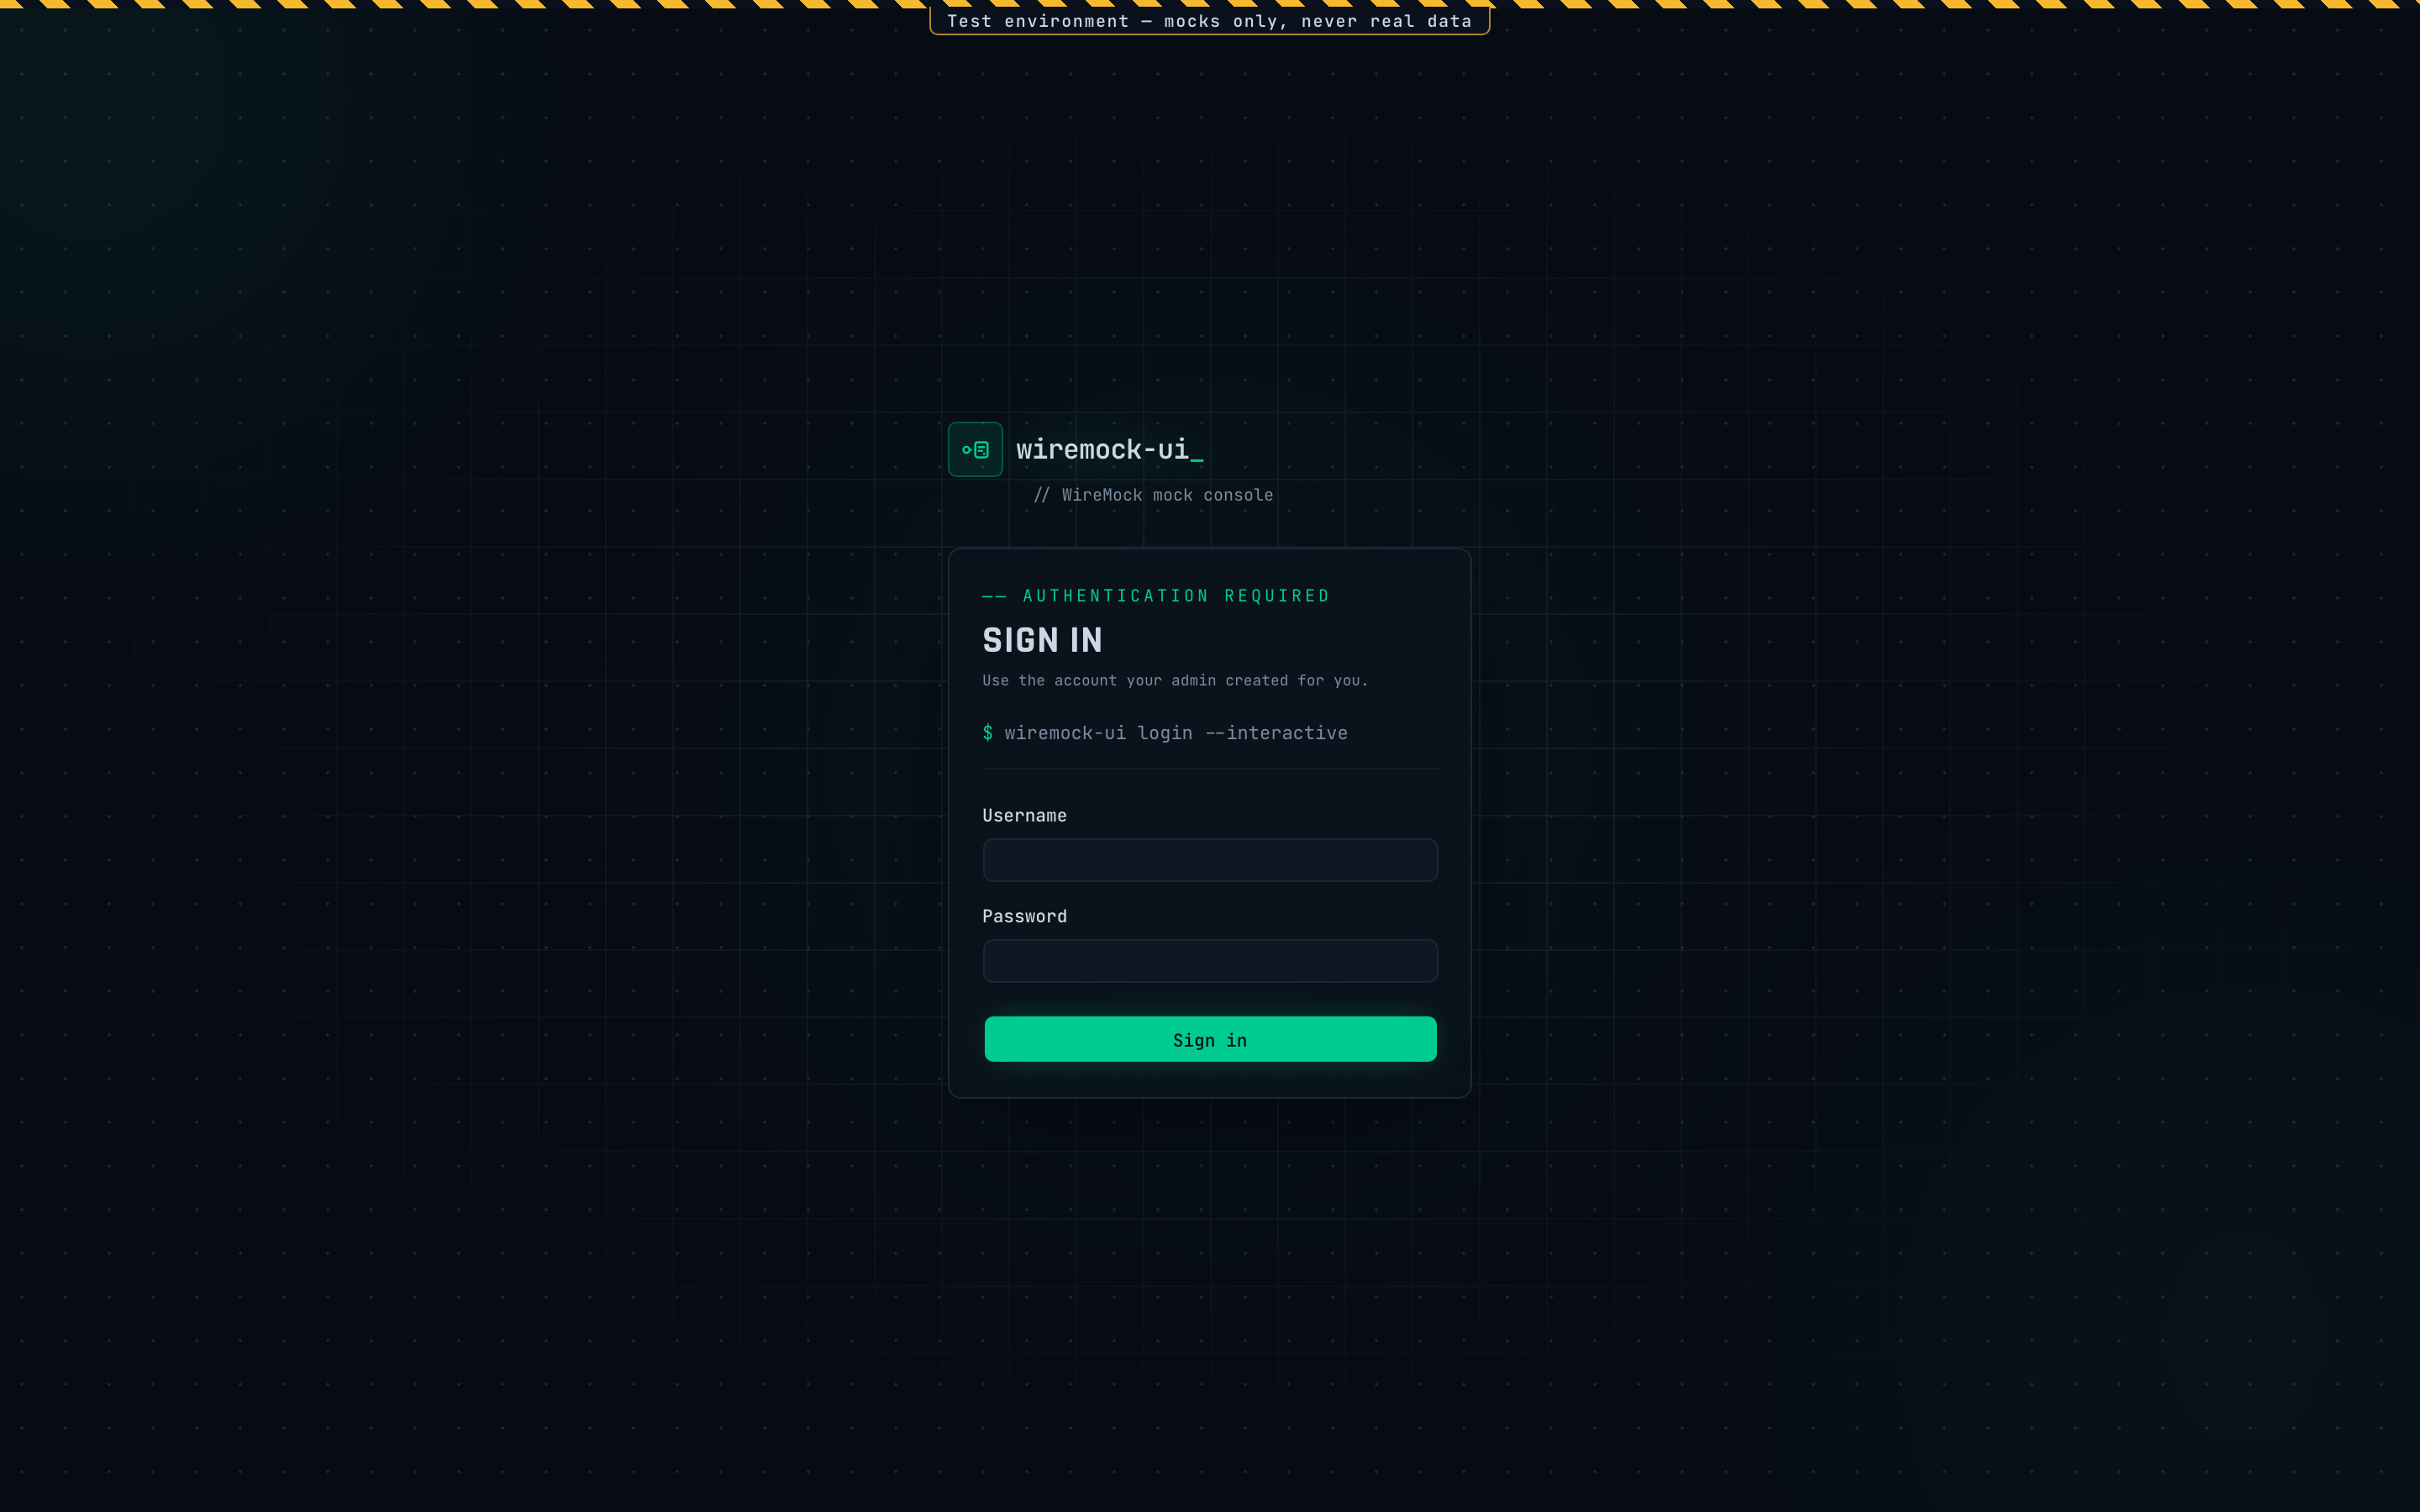 Test environment — mocks only, never real data
wiremock-ui_
// WireMock mock console
—— AUTHENTICATION REQUIRED
SIGN IN
Use the account your admin created for you.
$ wiremock-ui login --interactive
Username
Password
Sign in